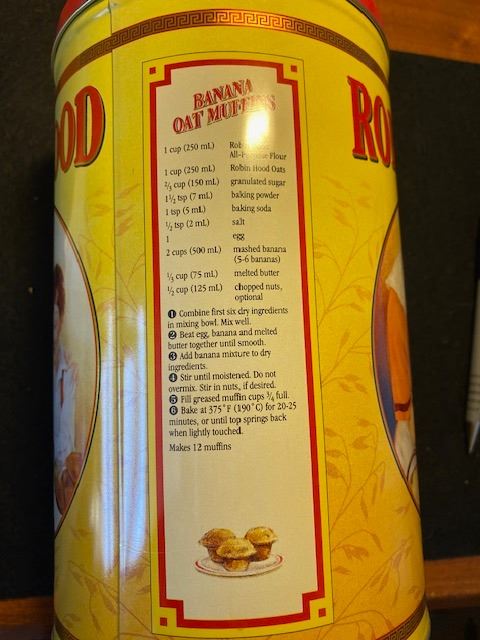 OD
RO
BANANA
OAT MUFFINS
1 cup (250 mL) Robin Hood
All-Purpose Flour
1 cup (250 mL) Robin Hood Oats
⅔ cup (150 mL) granulated sugar
1½ tsp (7 mL) baking powder
1 tsp (5 mL) baking soda
½ tsp (2 mL) salt
1 egg
2 cups (500 mL) mashed banana
(5-6 bananas)
⅓ cup (75 mL) melted butter
½ cup (125 mL) chopped nuts,
optional
❶ Combine first six dry ingredients
in mixing bowl. Mix well.
❷ Beat egg, banana and melted
butter together until smooth.
❸ Add banana mixture to dry
ingredients.
❹ Stir until moistened. Do not
overmix. Stir in nuts, if desired.
❺ Fill greased muffin cups ¾ full.
❻ Bake at 375°F (190°C) for 20-25
minutes, or until top springs back
when lightly touched.
Makes 12 muffins